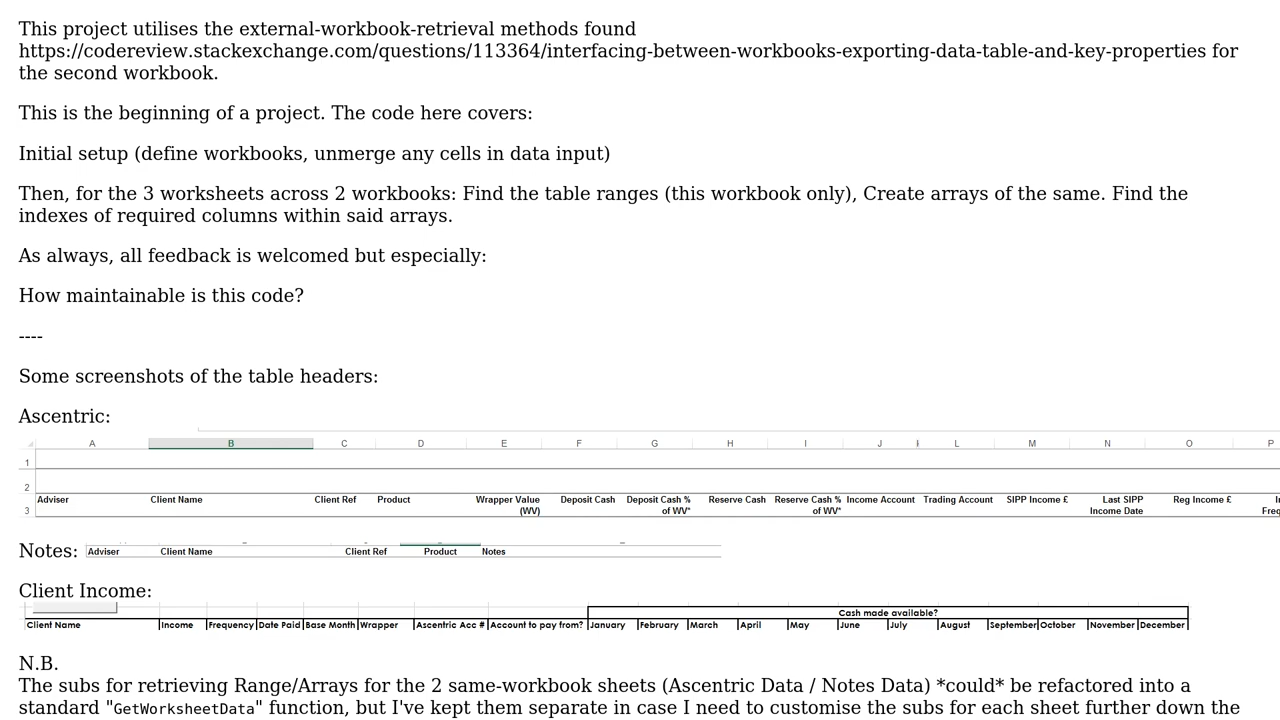 This project utilises the external-workbook-retrieval methods found
https://codereview.stackexchange.com/questions/113364/interfacing-between-workbooks-exporting-data-table-and-key-properties for
the second workbook.
This is the beginning of a project. The code here covers:
Initial setup (define workbooks, unmerge any cells in data input)
Then, for the 3 worksheets across 2 workbooks: Find the table ranges (this workbook only), Create arrays of the same. Find the
indexes of required columns within said arrays.
As always, all feedback is welcomed but especially:
How maintainable is this code?
----
Some screenshots of the table headers:
Ascentric:
A B C D E F G H I J L M N O P
1
2
Adviser Client Name Client Ref Product Wrapper Value Deposit Cash Deposit Cash % Reserve Cash Reserve Cash % Income Account Trading Account SIPP Income £ Last SIPP Reg Income £
3 (WV) of WV* of WV* Income Date Freq
Notes: Adviser Client Name Client Ref Product Notes
Client Income:
Cash made available?
Client Name Income Frequency Date Paid Base Month Wrapper Ascentric Acc # Account to pay from? January February March April May June July August September October November December
N.B.
The subs for retrieving Range/Arrays for the 2 same-workbook sheets (Ascentric Data / Notes Data) *could* be refactored into a
standard "GetWorksheetData" function, but I've kept them separate in case I need to customise the subs for each sheet further down the